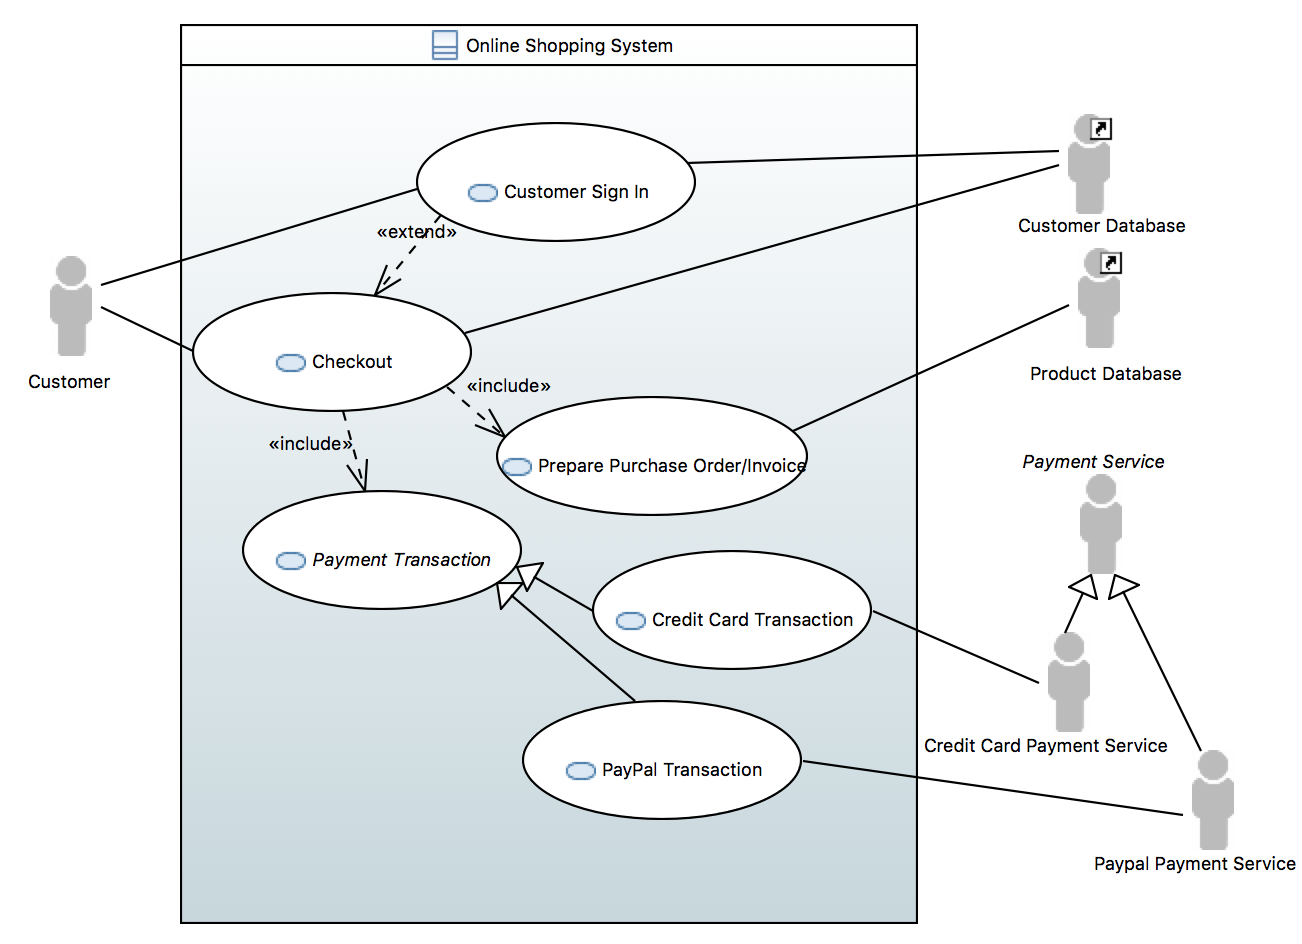 Online Shopping System
Customer Sign In
Customer Database
«extend»
Product Database
Customer
Checkout
«include»
«include»
Prepare Purchase Order/Invoice
Payment Service
Payment Transaction
Credit Card Transaction
Credit Card Payment Service
PayPal Transaction
Paypal Payment Service